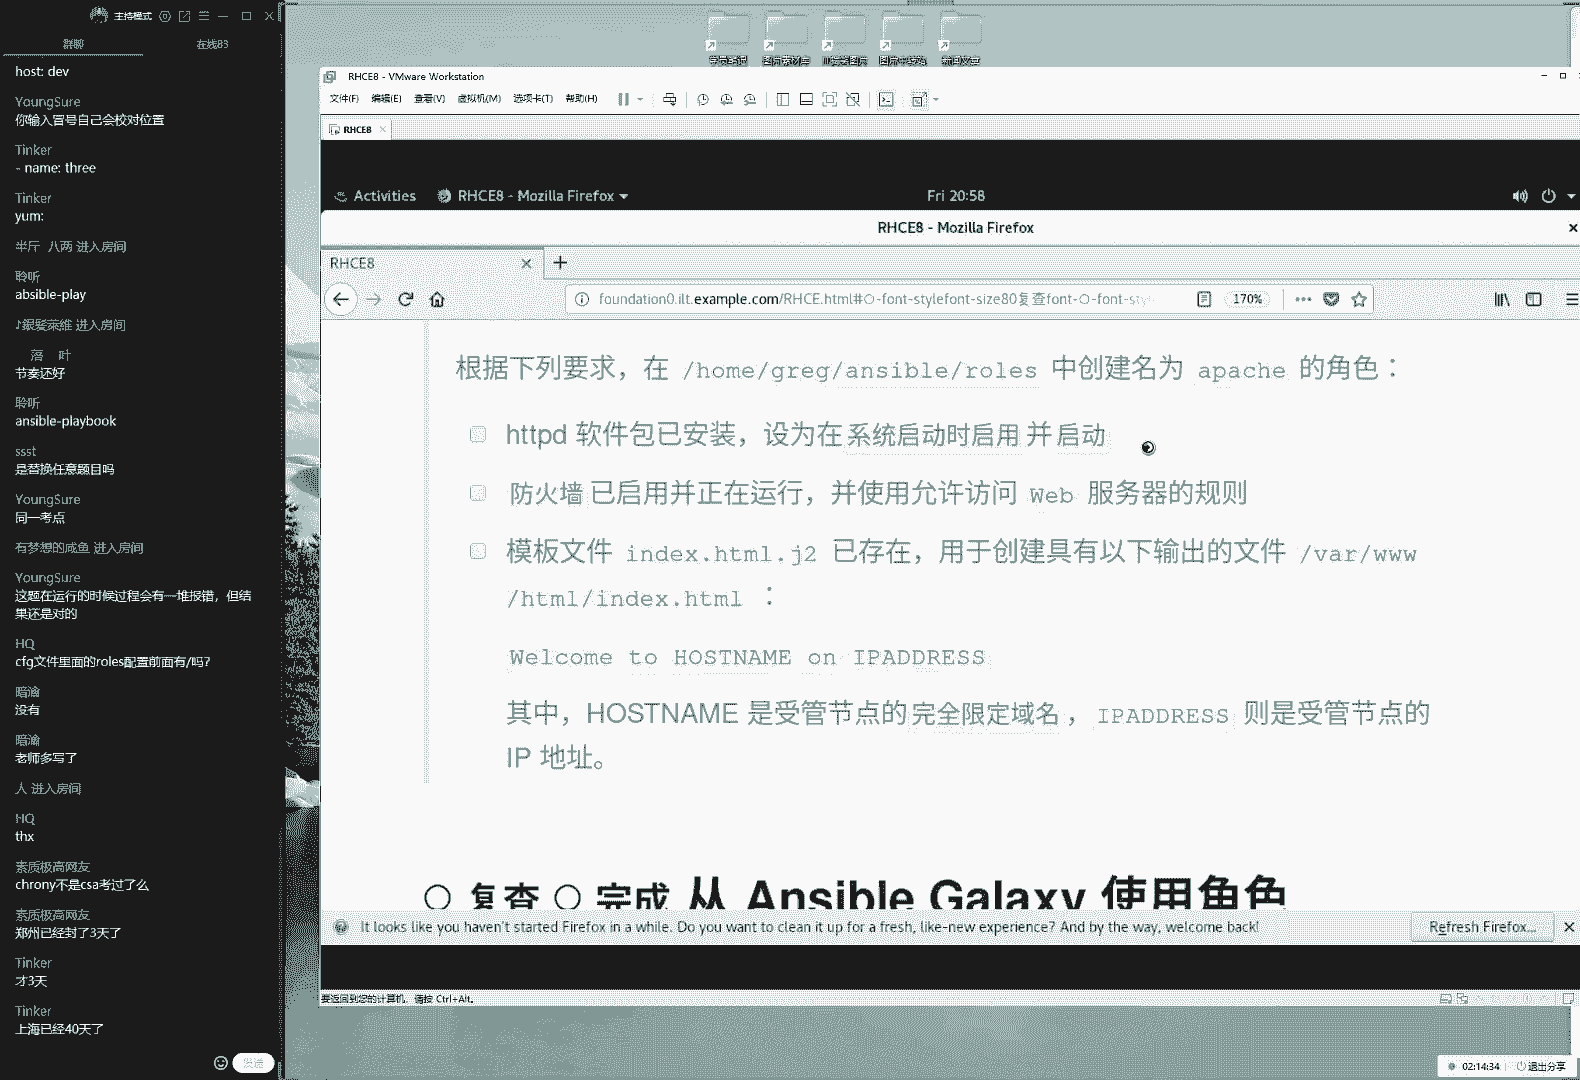 主持模式
群聊
在线83
host: dev
YoungSure
你输入冒号自己会校对位置
Tinker
- name: three
Tinker
yum:
半斤 八两 进入房间
聆听
absible-play
♪銀髮萊維 进入房间
落 叶
节奏还好
聆听
ansible-playbook
ssst
是替换任意题目吗
YoungSure
同一考点
有梦想的咸鱼 进入房间
YoungSure
这题在运行的时候过程会有一堆报错，但结
果还是对的
HQ
cfg文件里面的roles配置前面有/吗？
暗渝
没有
暗渝
老师多写了
人 进入房间
HQ
thx
素质极高网友
chrony不是csa考过了么
素质极高网友
郑州已经封了3天了
Tinker
才3天
Tinker
上海已经40天了
发送
RHCE8 - VMware Workstation
文件(F) 编辑(E) 查看(V) 虚拟机(M) 选项卡(T) 帮助(H)
RHCE8
Activities
RHCE8 - Mozilla Firefox
Fri 20:58
RHCE8 - Mozilla Firefox
RHCE8
foundation0.ilt.example.com/RHCE.html#○-font-stylefont-size80复查font-○-font-sty
170%
根据下列要求，在 /home/greg/ansible/roles 中创建名为 apache 的角色：
httpd 软件包已安装，设为在系统启动时启用 并 启动
防火墙 已启用并正在运行，并使用允许访问 Web 服务器的规则
模板文件 index.html.j2 已存在，用于创建具有以下输出的文件 /var/www
/html/index.html ：
Welcome to HOSTNAME on IPADDRESS
其中，HOSTNAME 是受管节点的 完全限定域名 ， IPADDRESS 则是受管节点的
IP 地址。
○ 复查 ○ 完成 从 Ansible Galaxy 使用角色
It looks like you haven't started Firefox in a while. Do you want to clean it up for a fresh, like-new experience? And by the way, welcome back!
Refresh Firefox...
要返回到您的计算机，请按 Ctrl+Alt。
02:14:34
退出分享